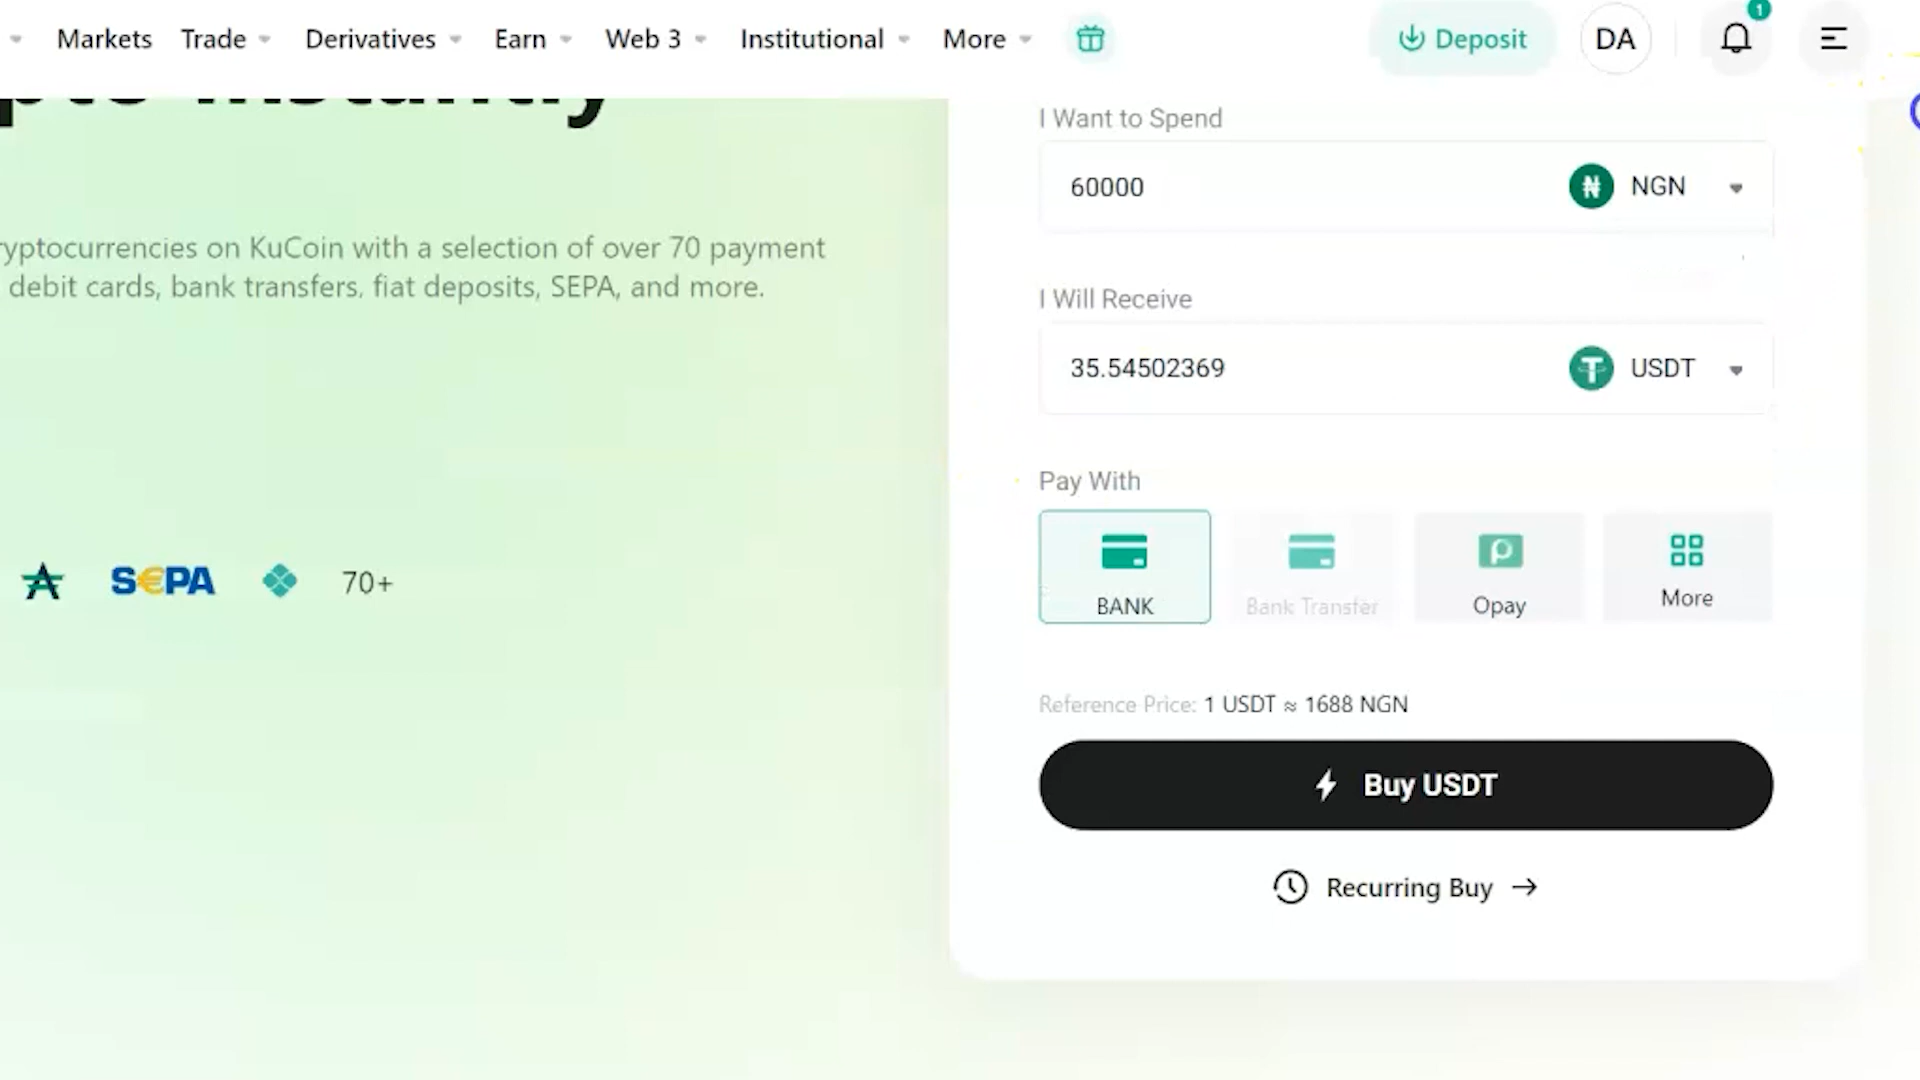 Markets Trade Derivatives Earn Web 3 Institutional More Deposit DA 1
Instantly
ryptocurrencies on KuCoin with a selection of over 70 payment
debit cards, bank transfers, fiat deposits, SEPA, and more.
SEPA 70+
I Want to Spend
60000 NGN
I Will Receive
35.54502369 USDT
Pay With
BANK Bank Transfer Opay More
Reference Price: 1 USDT ≈ 1688 NGN
Buy USDT
Recurring Buy →